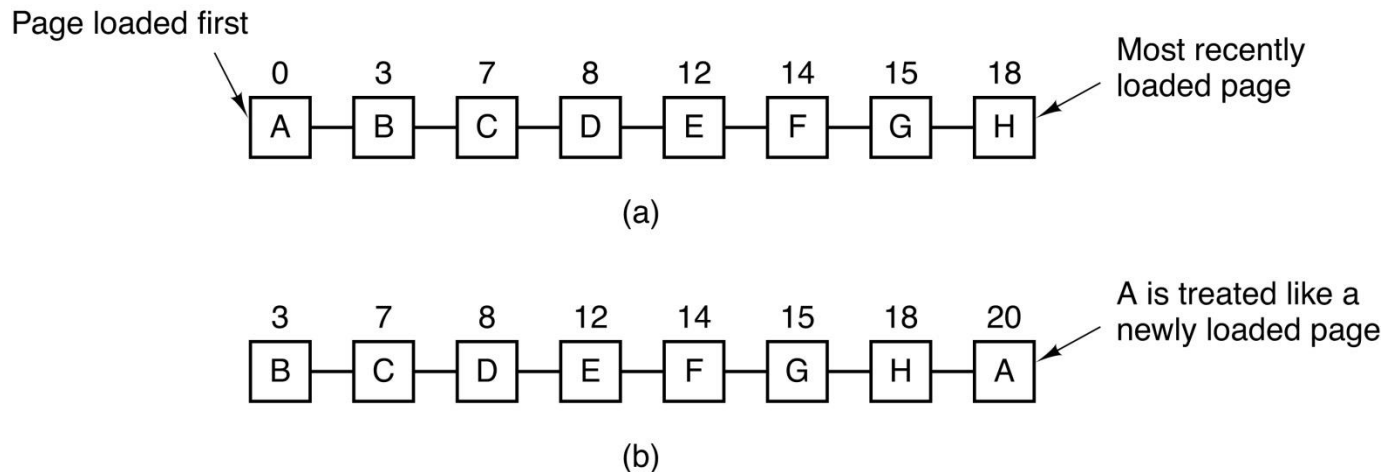 Page loaded first
Most recently
loaded page
0 3 7 8 12 14 15 18
A B C D E F G H
(a)
A is treated like a
newly loaded page
3 7 8 12 14 15 18 20
B C D E F G H A
(b)